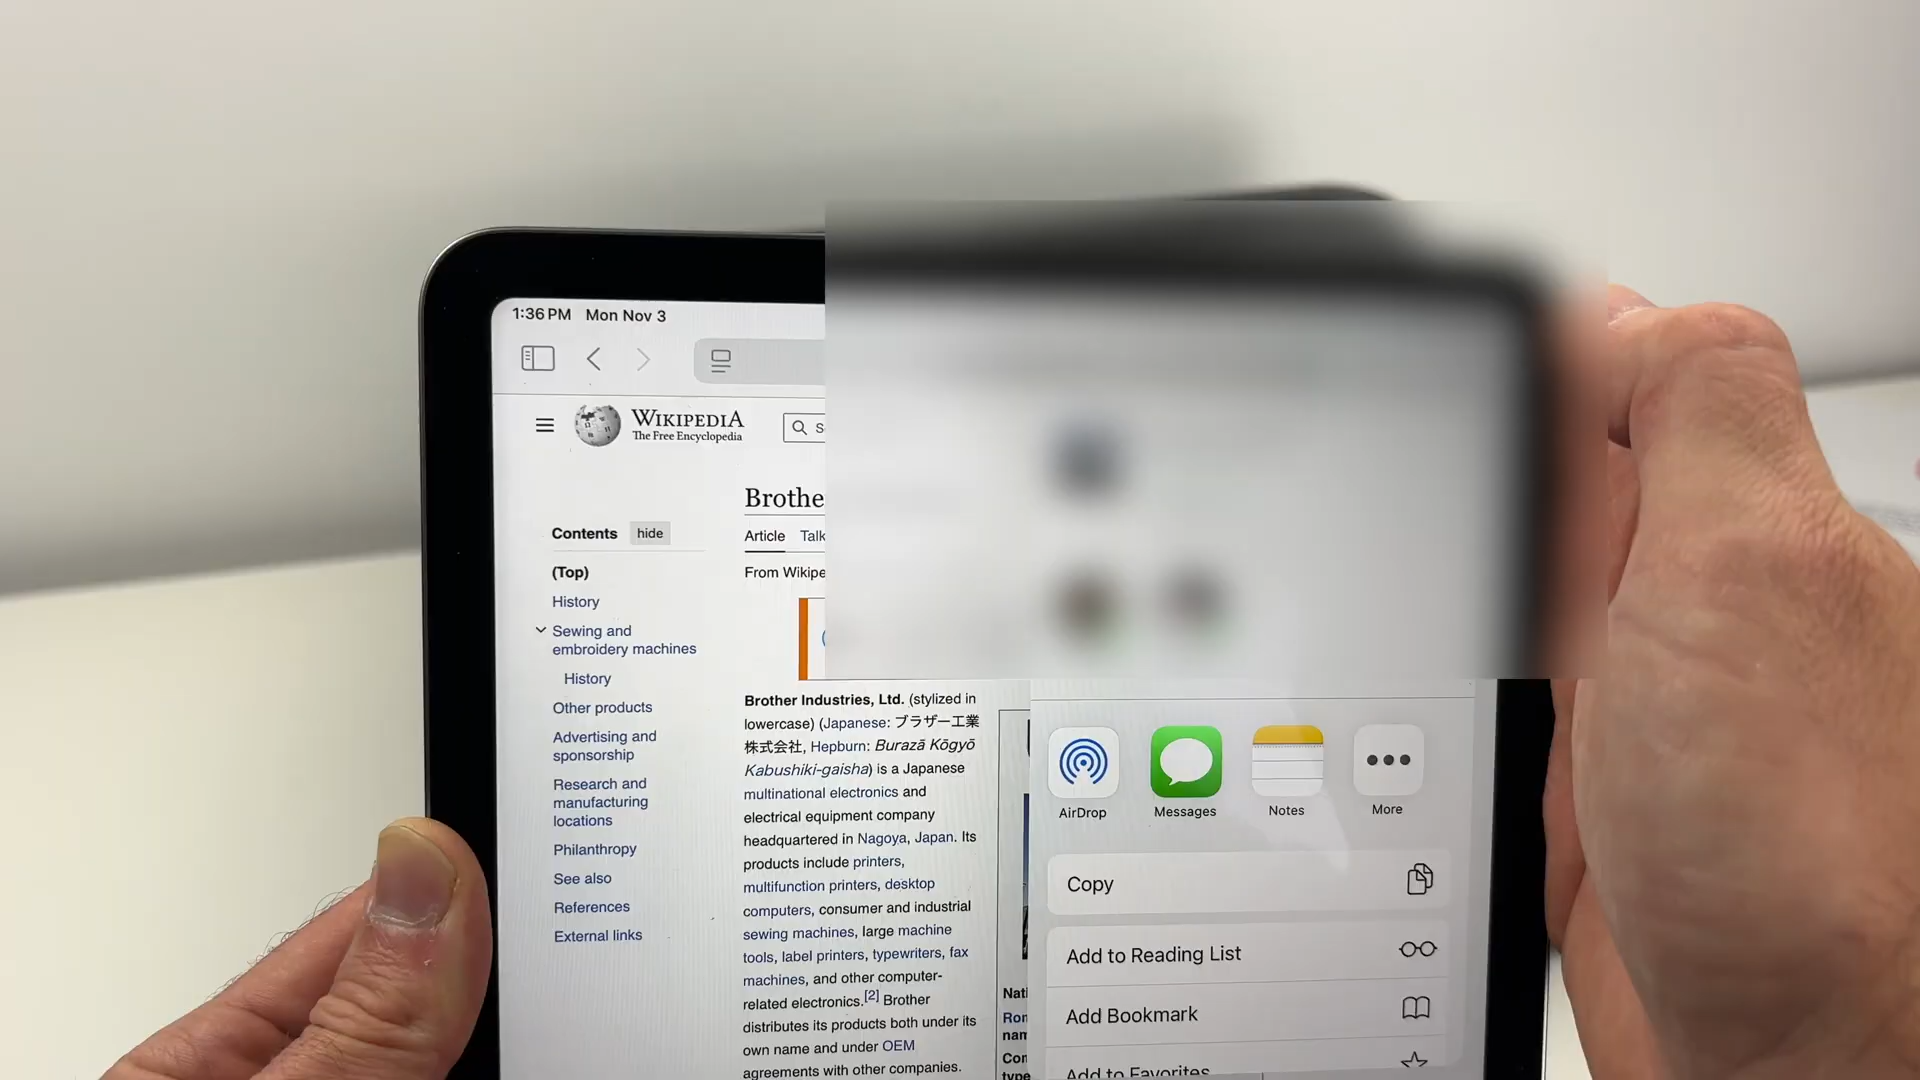 1:36 PM Mon Nov 3
WIKIPEDIA
The Free Encyclopedia
Contents hide
(Top)
History
Sewing and
embroidery machines
History
Other products
Advertising and
sponsorship
Research and
manufacturing
locations
Philanthropy
See also
References
External links
Brothe
Article Talk
From Wikipe
Brother Industries, Ltd. (stylized in
lowercase) (Japanese: ブラザー工業
株式会社, Hepburn: Burazā Kōgyō
Kabushiki-gaisha) is a Japanese
multinational electronics and
electrical equipment company
headquartered in Nagoya, Japan. Its
products include printers,
multifunction printers, desktop
computers, consumer and industrial
sewing machines, large machine
tools, label printers, typewriters, fax
machines, and other computer-
related electronics.[2] Brother
distributes its products both under its
own name and under OEM
agreements with other companies.
Nati
Con
type
AirDrop
Messages
Notes
More
Copy
Add to Reading List
Add Bookmark
Add to Favorites